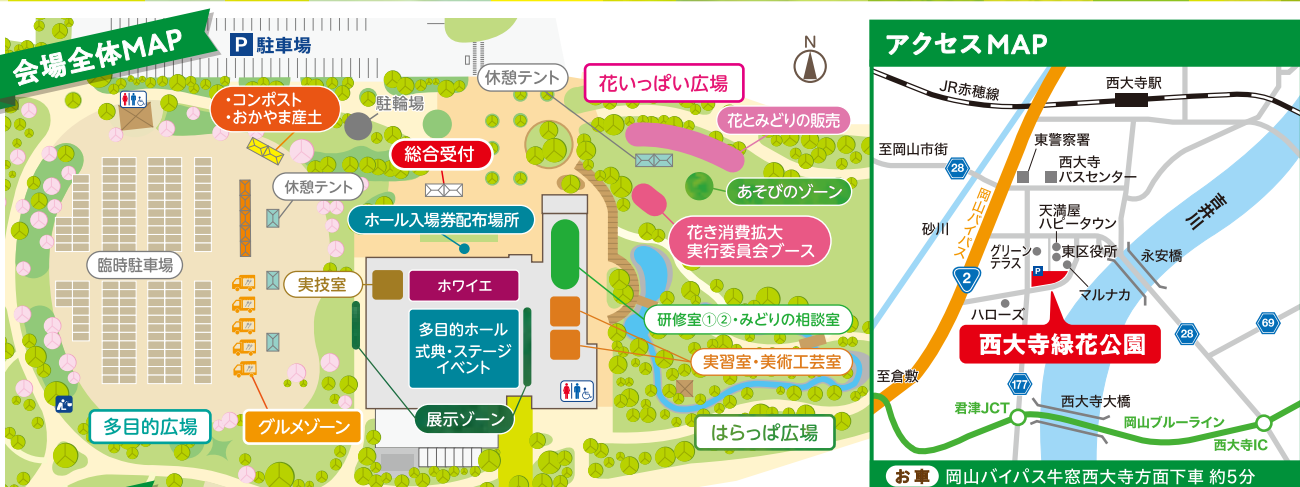 会場全体MAP
P 駐車場
・コンポスト
・おかやま産土
駐輪場
休憩テント
花いっぱい広場
N
花とみどりの販売
総合受付
休憩テント
あそびのゾーン
ホール入場券配布場所
花き消費拡大
実行委員会ブース
臨時駐車場
実技室
ホワイエ
多目的ホール
式典・ステージ
イベント
研修室①②・みどりの相談室
実習室・美術工芸室
展示ゾーン
グルメゾーン
多目的広場
はらっぱ広場
アクセスMAP
JR赤穂線
西大寺駅
至岡山市街
28
東警察署
西大寺
バスセンター
岡山バイパス
吉井川
砂川
天満屋
ハピータウン
グリーン
テラス
東区役所
永安橋
P
2
マルナカ
ハローズ
28
69
西大寺緑花公園
至倉敷
177
君津JCT
西大寺大橋
岡山ブルーライン
西大寺IC
お車 岡山バイパス牛窓西大寺方面下車 約5分